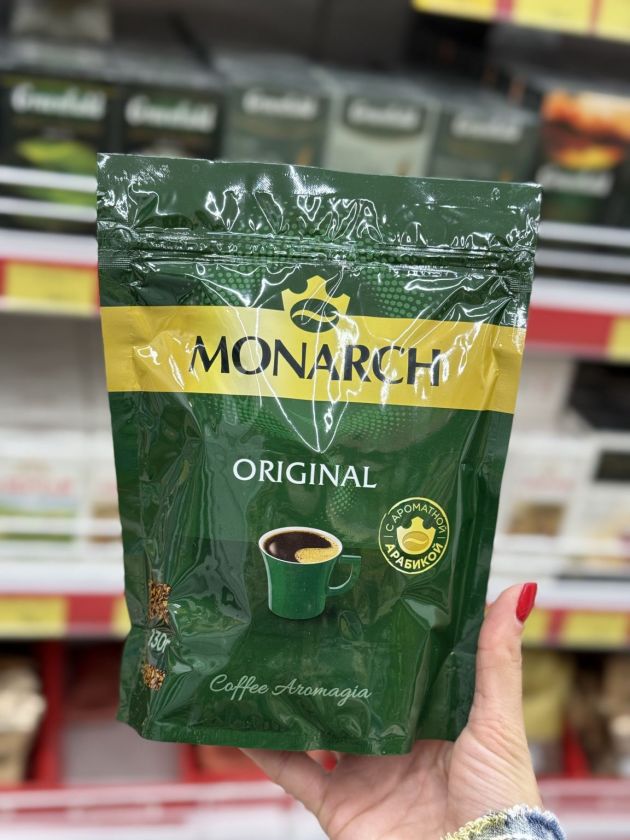 Greenfield
Greenfield
Greenfield
MONARCH
ORIGINAL
С АРОМАТНОЙ
АРАБИКОЙ
Coffee Aromagia